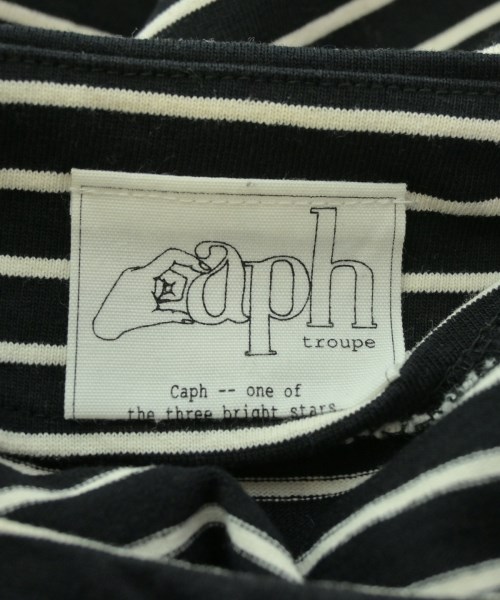 Caph
troupe
Caph -- one of
the three bright stars